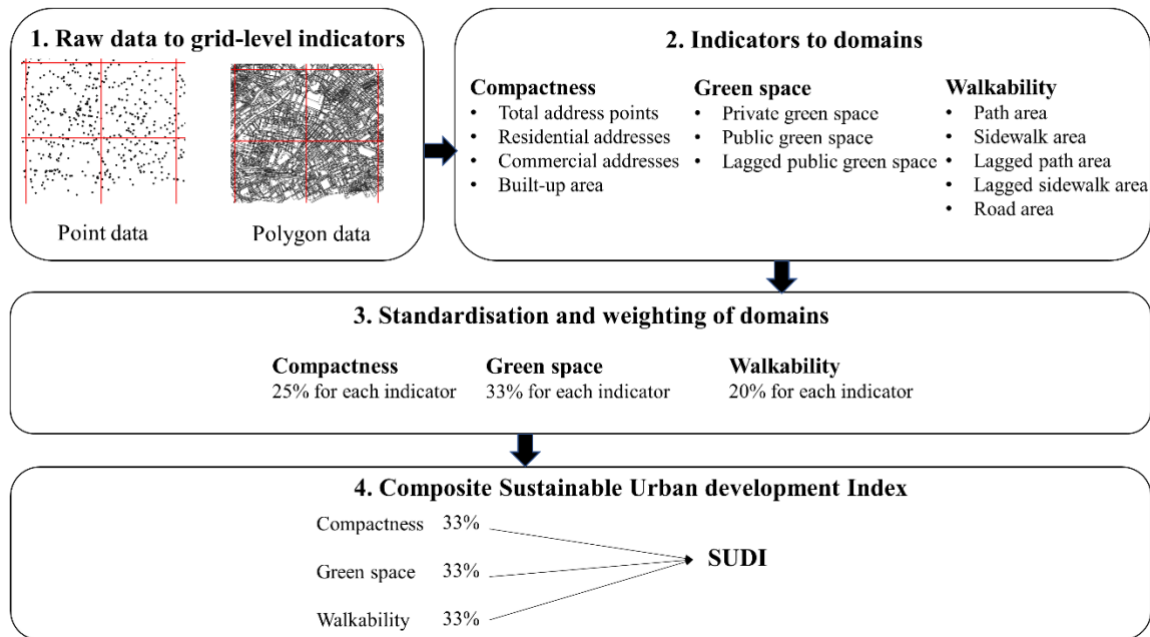 1. Raw data to grid-level indicators
Point data
Polygon data
2. Indicators to domains
Compactness
• Total address points
• Residential addresses
• Commercial addresses
• Built-up area
Green space
• Private green space
• Public green space
• Lagged public green space
Walkability
• Path area
• Sidewalk area
• Lagged path area
• Lagged sidewalk area
• Road area
3. Standardisation and weighting of domains
Compactness
25% for each indicator
Green space
33% for each indicator
Walkability
20% for each indicator
4. Composite Sustainable Urban development Index
Compactness 33%
Green space 33%
Walkability 33%
SUDI